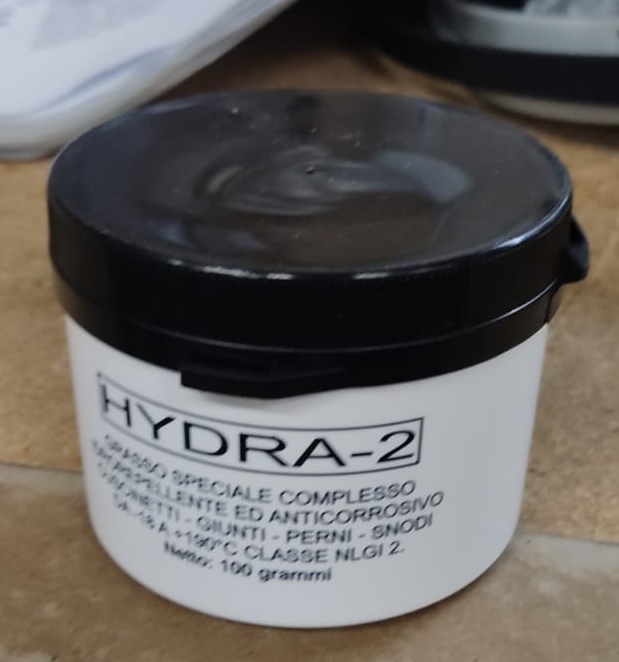 HYDRA-2
GRASSO SPECIALE COMPLESSO
IDROREPELLENTE ED ANTICORROSIVO
CUSCINETTI - GIUNTI - PERNI - SNODI
DA -18 A +190°C CLASSE NLGI 2.
Netto: 100 grammi